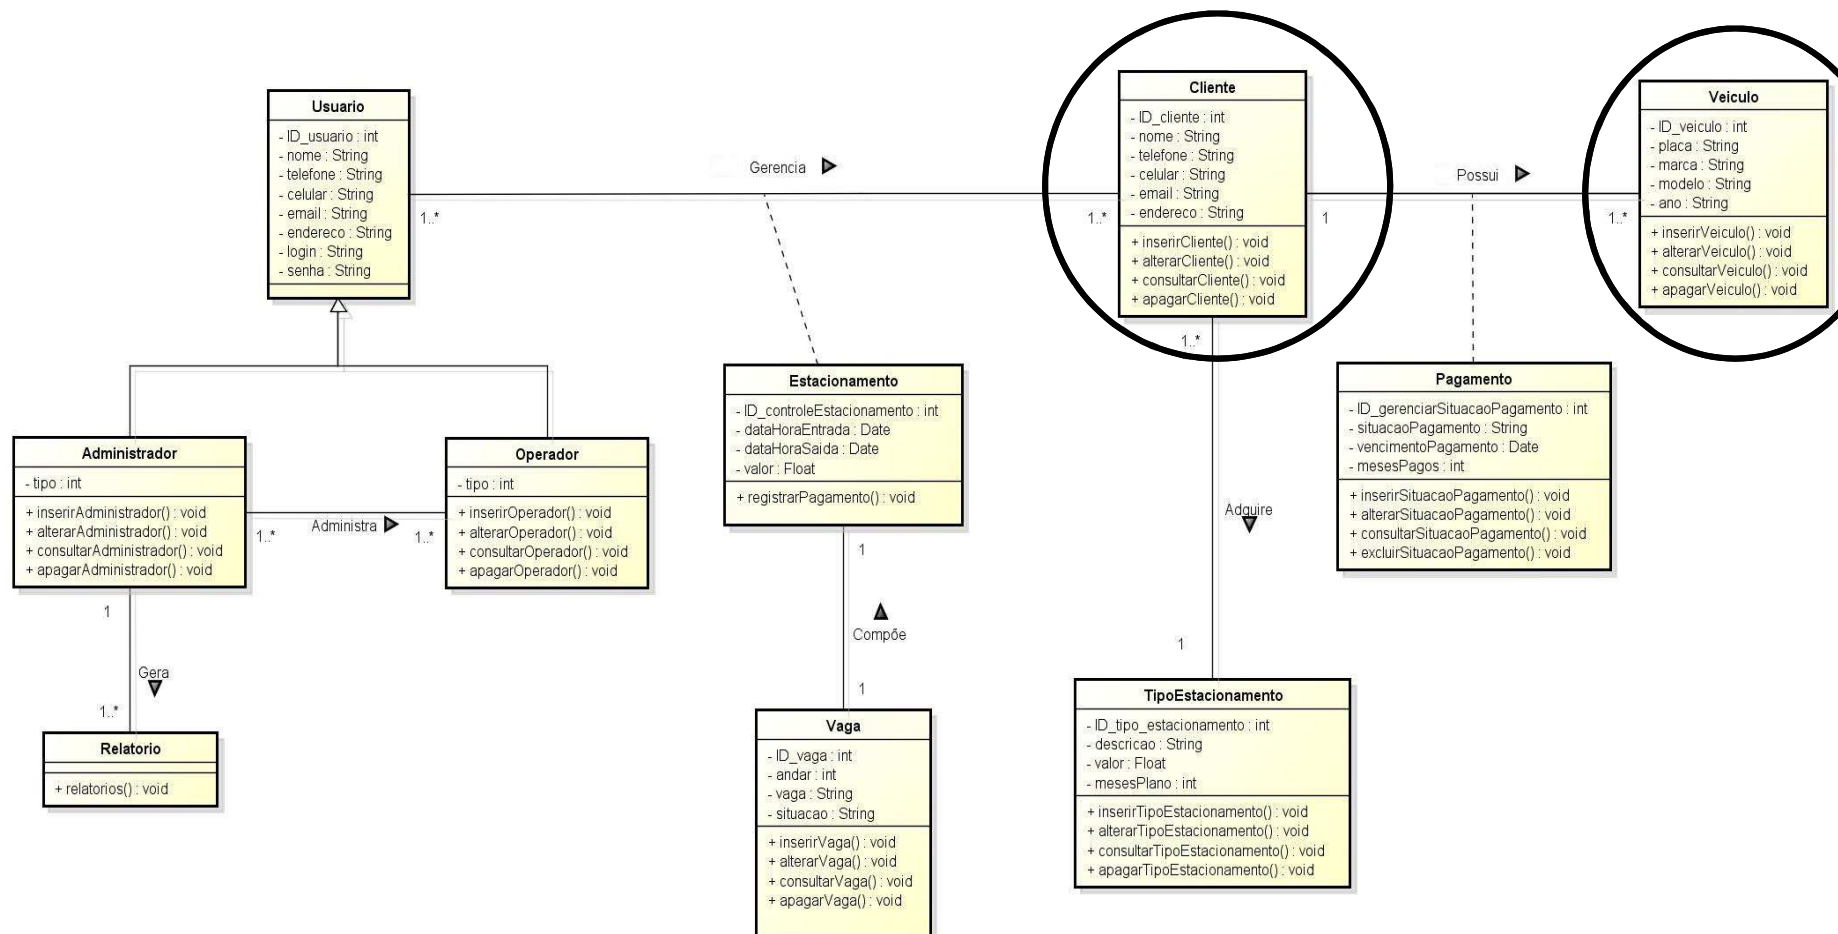 Usuario
- ID_usuario : int
- nome : String
- telefone : String
- celular : String
- email : String
- endereco : String
- login : String
- senha : String
1..*
Gerencia
1..*
Cliente
- ID_cliente : int
- nome : String
- telefone : String
- celular : String
- email : String
- endereco : String
+ inserirCliente() : void
+ alterarCliente() : void
+ consultarCliente() : void
+ apagarCliente() : void
1
Possui
1..*
Veiculo
- ID_veiculo : int
- placa : String
- marca : String
- modelo : String
- ano : String
+ inserirVeiculo() : void
+ alterarVeiculo() : void
+ consultarVeiculo() : void
+ apagarVeiculo() : void
1..*
Adquire
1
Estacionamento
- ID_controleEstacionamento : int
- dataHoraEntrada : Date
- dataHoraSaida : Date
- valor : Float
+ registrarPagamento() : void
Pagamento
- ID_gerenciarSituacaoPagamento : int
- situacaoPagamento : String
- vencimentoPagamento : Date
- mesesPagos : int
+ inserirSituacaoPagamento() : void
+ alterarSituacaoPagamento() : void
+ consultarSituacaoPagamento() : void
+ excluirSituacaoPagamento() : void
Administrador
- tipo : int
+ inserirAdministrador() : void
+ alterarAdministrador() : void
+ consultarAdministrador() : void
+ apagarAdministrador() : void
1..*
Administra
1..*
Operador
- tipo : int
+ inserirOperador() : void
+ alterarOperador() : void
+ consultarOperador() : void
+ apagarOperador() : void
1
Gera
1..*
Relatorio
+ relatorios() : void
1
Compõe
1
Vaga
- ID_vaga : int
- andar : int
- vaga : String
- situacao : String
+ inserirVaga() : void
+ alterarVaga() : void
+ consultarVaga() : void
+ apagarVaga() : void
TipoEstacionamento
- ID_tipo_estacionamento : int
- descricao : String
- valor : Float
- mesesPlano : int
+ inserirTipoEstacionamento() : void
+ alterarTipoEstacionamento() : void
+ consultarTipoEstacionamento() : void
+ apagarTipoEstacionamento() : void